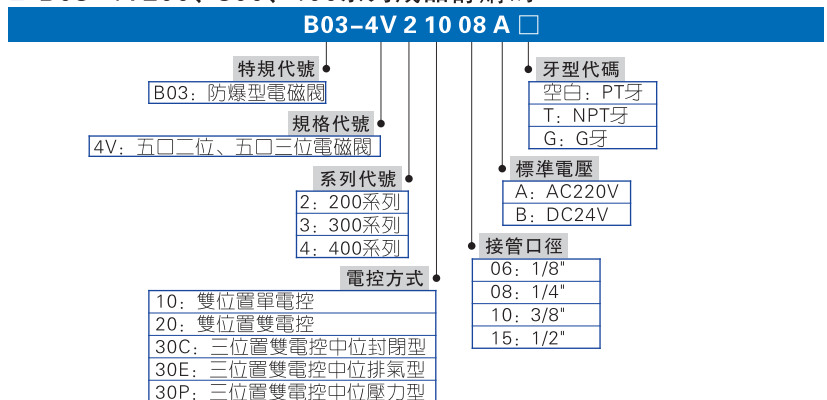 B03-4V 2 10 08 A □
特規代號
B03：防爆型電磁閥
規格代號
4V：五口二位、五口三位電磁閥
系列代號
2：200系列
3：300系列
4：400系列
電控方式
10：雙位置單電控
20：雙位置雙電控
30C：三位置雙電控中位封閉型
30E：三位置雙電控中位排氣型
30P：三位置雙電控中位壓力型
牙型代碼
空白：PT牙
T：NPT牙
G：G牙
標準電壓
A：AC220V
B：DC24V
接管口徑
06：1/8"
08：1/4"
10：3/8"
15：1/2"